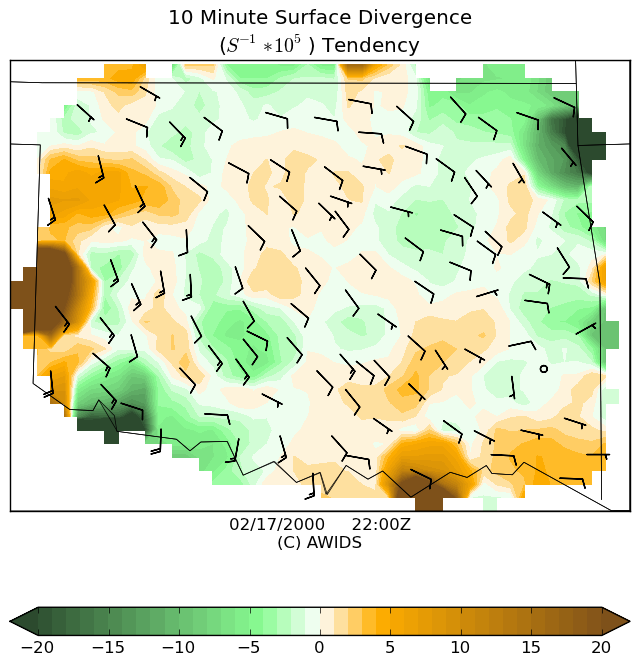 10 Minute Surface Divergence
(S⁻¹ * 10⁵ ) Tendency
02/17/2000 22:00Z
(C) AWIDS
−20 −15 −10 −5 0 5 10 15 20